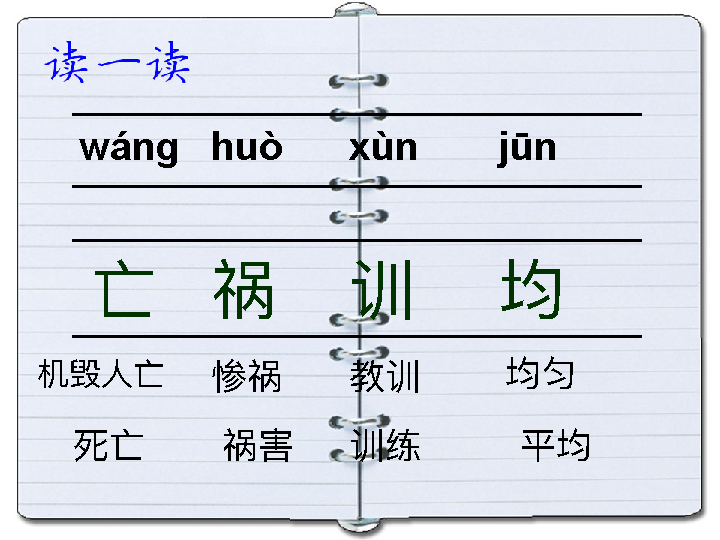 读一读
wáng huò xùn jūn
亡 祸 训 均
机毁人亡 惨祸 教训 均匀
死亡 祸害 训练 平均